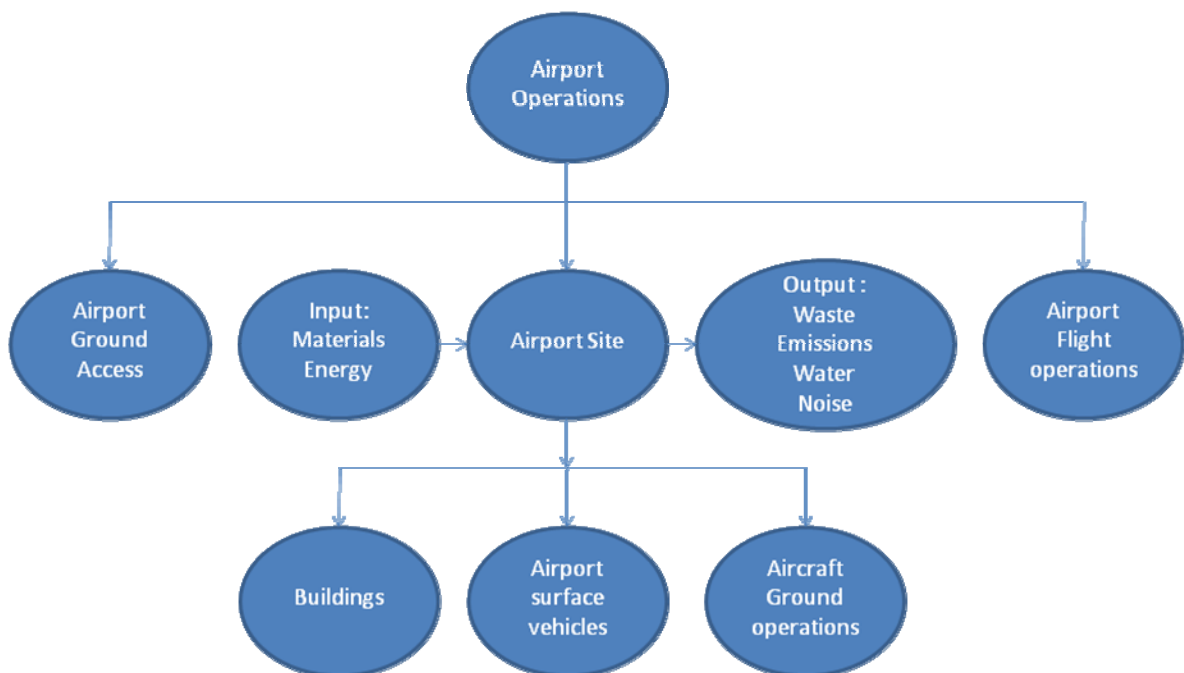 Airport
Operations
Airport
Ground
Access
Input:
Materials
Energy
Airport Site
Output :
Waste
Emissions
Water
Noise
Airport
Flight
operations
Buildings
Airport
surface
vehicles
Aircraft
Ground
operations